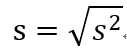 s = √s²